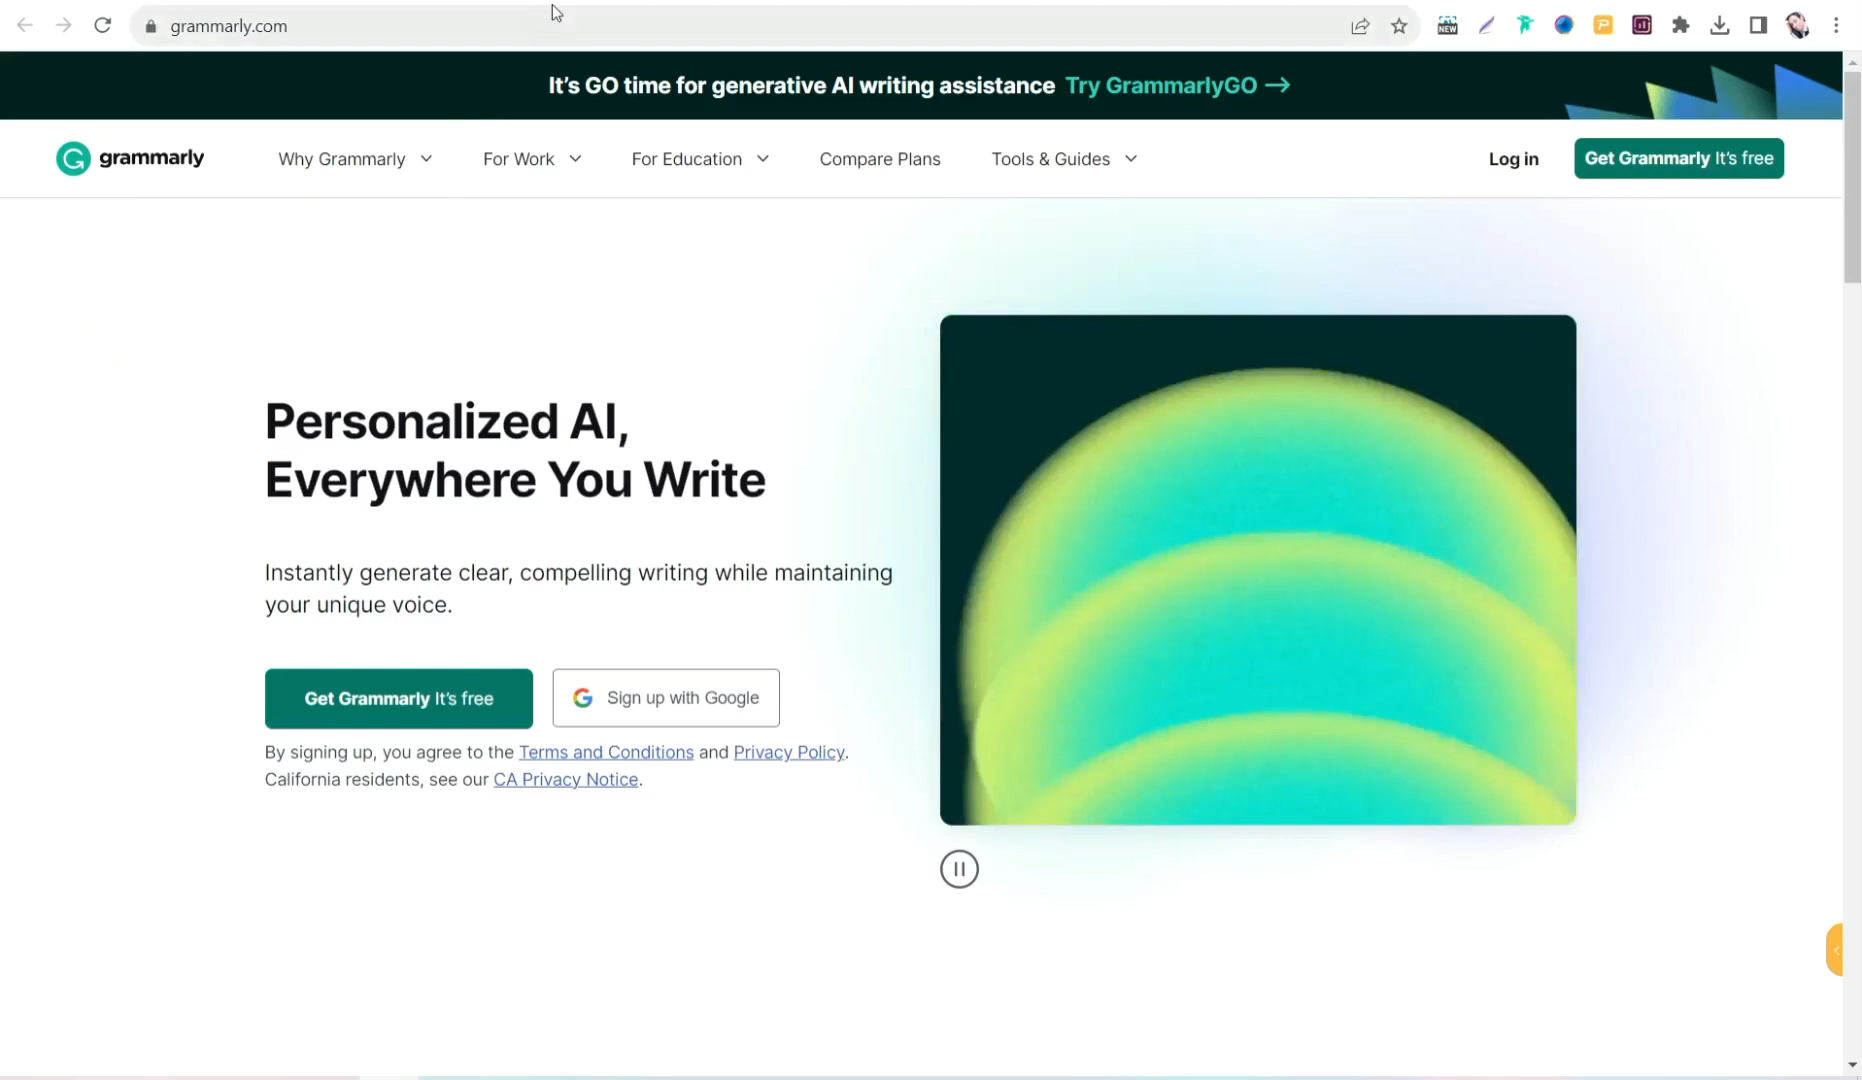 grammarly.com
NEW
It's GO time for generative AI writing assistance Try GrammarlyGO →
grammarly
Why Grammarly
For Work
For Education
Compare Plans
Tools & Guides
Log in
Get Grammarly It's free
Personalized AI,
Everywhere You Write
Instantly generate clear, compelling writing while maintaining
your unique voice.
Get Grammarly It's free
Sign up with Google
By signing up, you agree to the Terms and Conditions and Privacy Policy.
California residents, see our CA Privacy Notice.